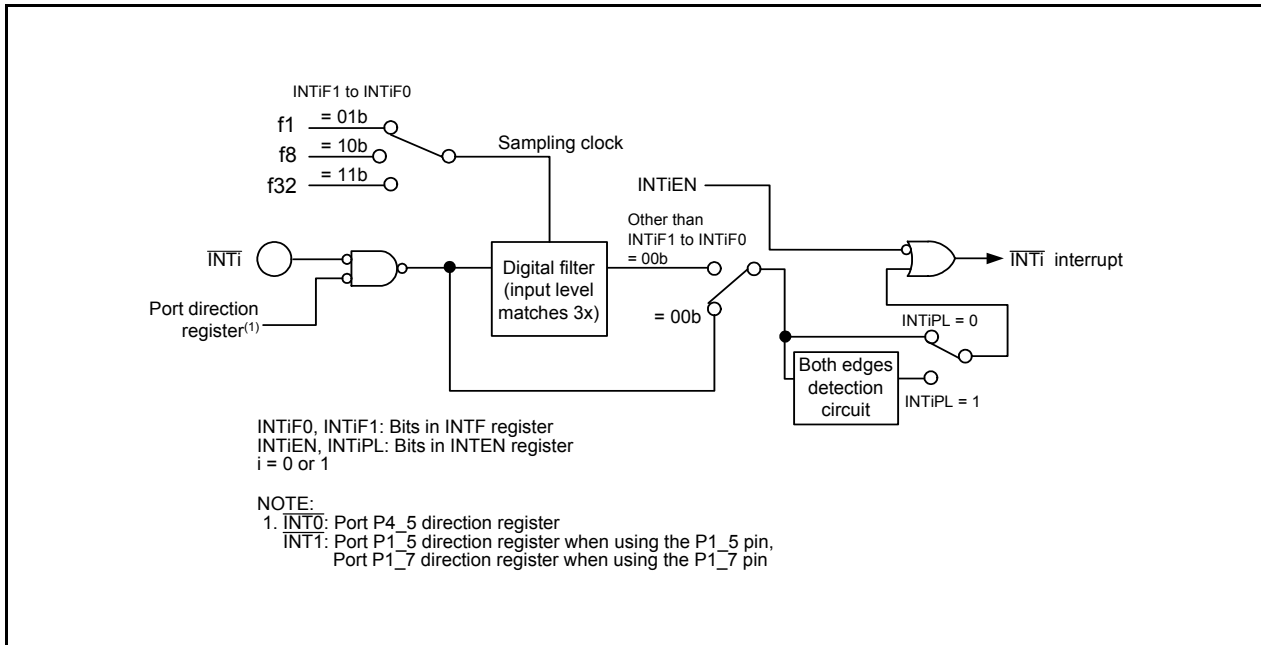 INTiF1 to INTiF0
f1 = 01b
f8 = 10b
f32 = 11b
Sampling clock
INTiEN
Other than
INTiF1 to INTiF0
= 00b
INTi
Digital filter
(input level
matches 3x)
INTi interrupt
Port direction
register(1)
= 00b
INTiPL = 0
Both edges
detection
circuit
INTiPL = 1
INTiF0, INTiF1: Bits in INTF register
INTiEN, INTiPL: Bits in INTEN register
i = 0 or 1
NOTE:
1. INT0: Port P4_5 direction register
INT1: Port P1_5 direction register when using the P1_5 pin,
Port P1_7 direction register when using the P1_7 pin